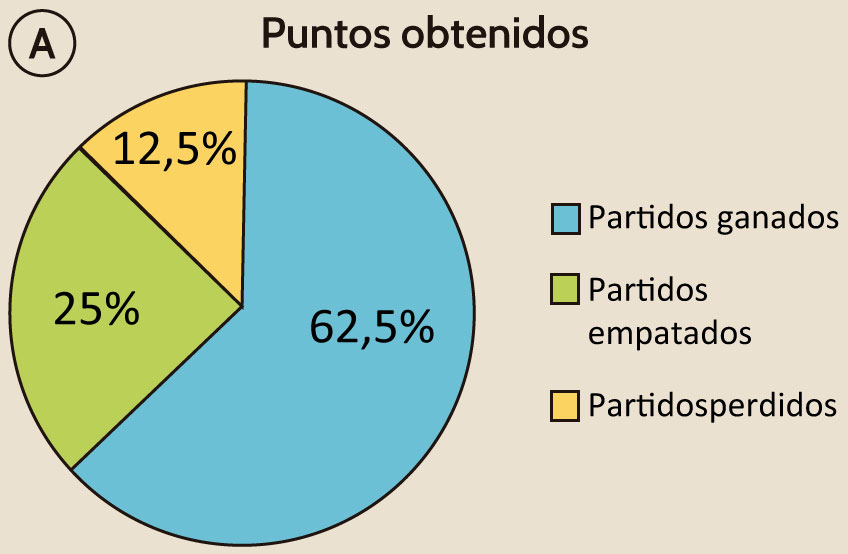 A
Puntos obtenidos
12,5%
25%
62,5%
Partidos ganados
Partidos
empatados
Partidosperdidos